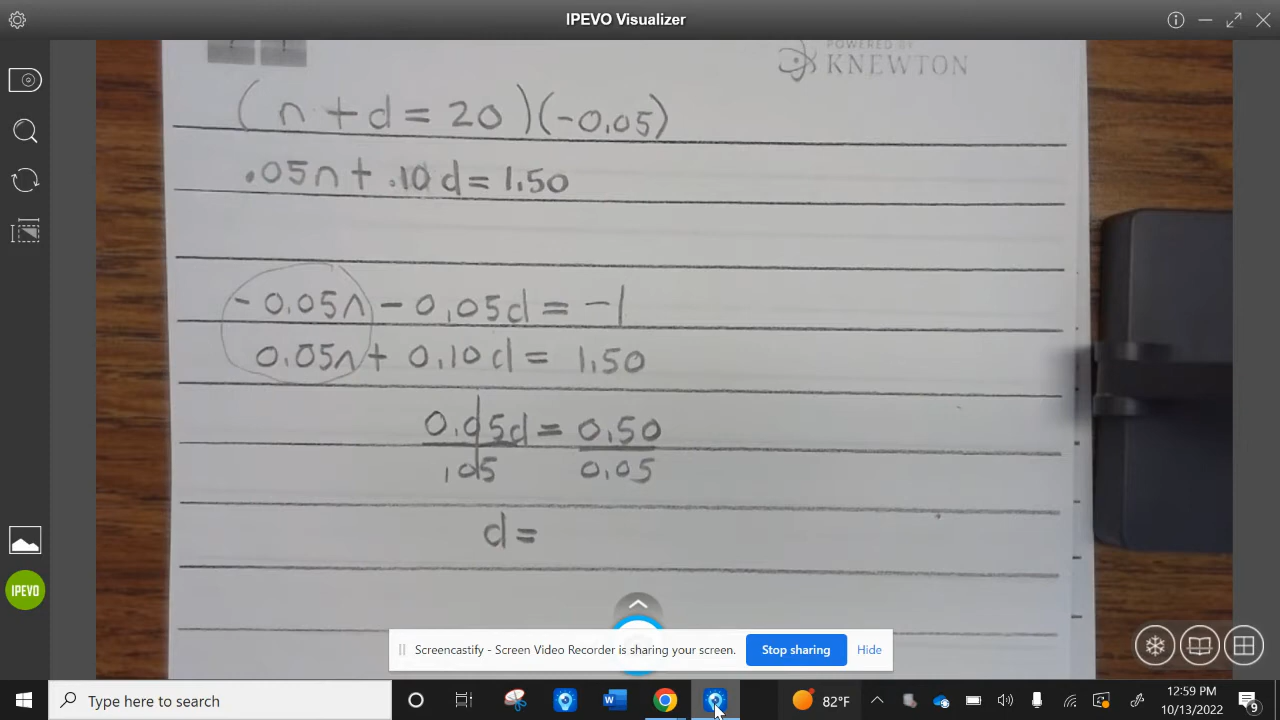 IPEVO Visualizer
POWERED BY
KNEWTON
( n + d = 20 )(-0.05)
.05n + .10d = 1.50
- 0.05n - 0.05d = -1
0.05n + 0.10d = 1.50
0.05d = 0.50
.05 0.05
d =
IPEVO
Screencastify - Screen Video Recorder is sharing your screen.
Stop sharing
Hide
Type here to search
82°F
12:59 PM
10/13/2022
9